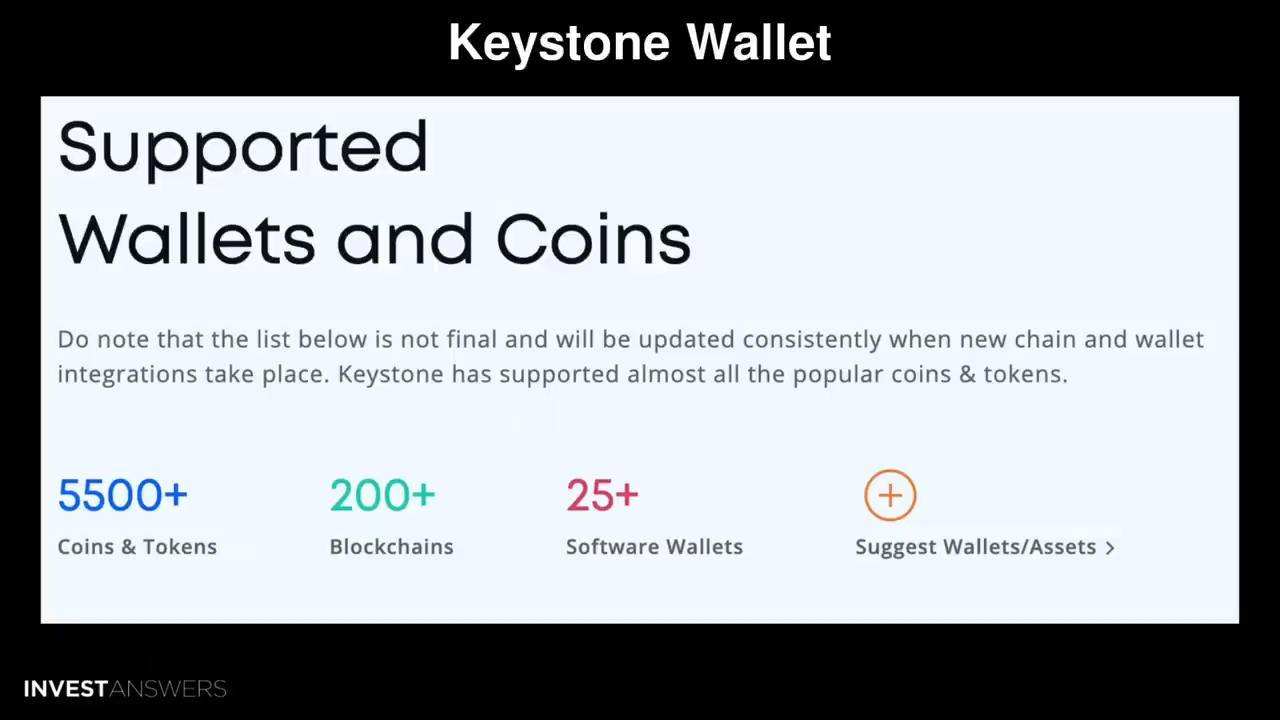 Keystone Wallet
Supported
Wallets and Coins
Do note that the list below is not final and will be updated consistently when new chain and wallet
integrations take place. Keystone has supported almost all the popular coins & tokens.
5500+
Coins & Tokens
200+
Blockchains
25+
Software Wallets
Suggest Wallets/Assets >
INVESTANSWERS